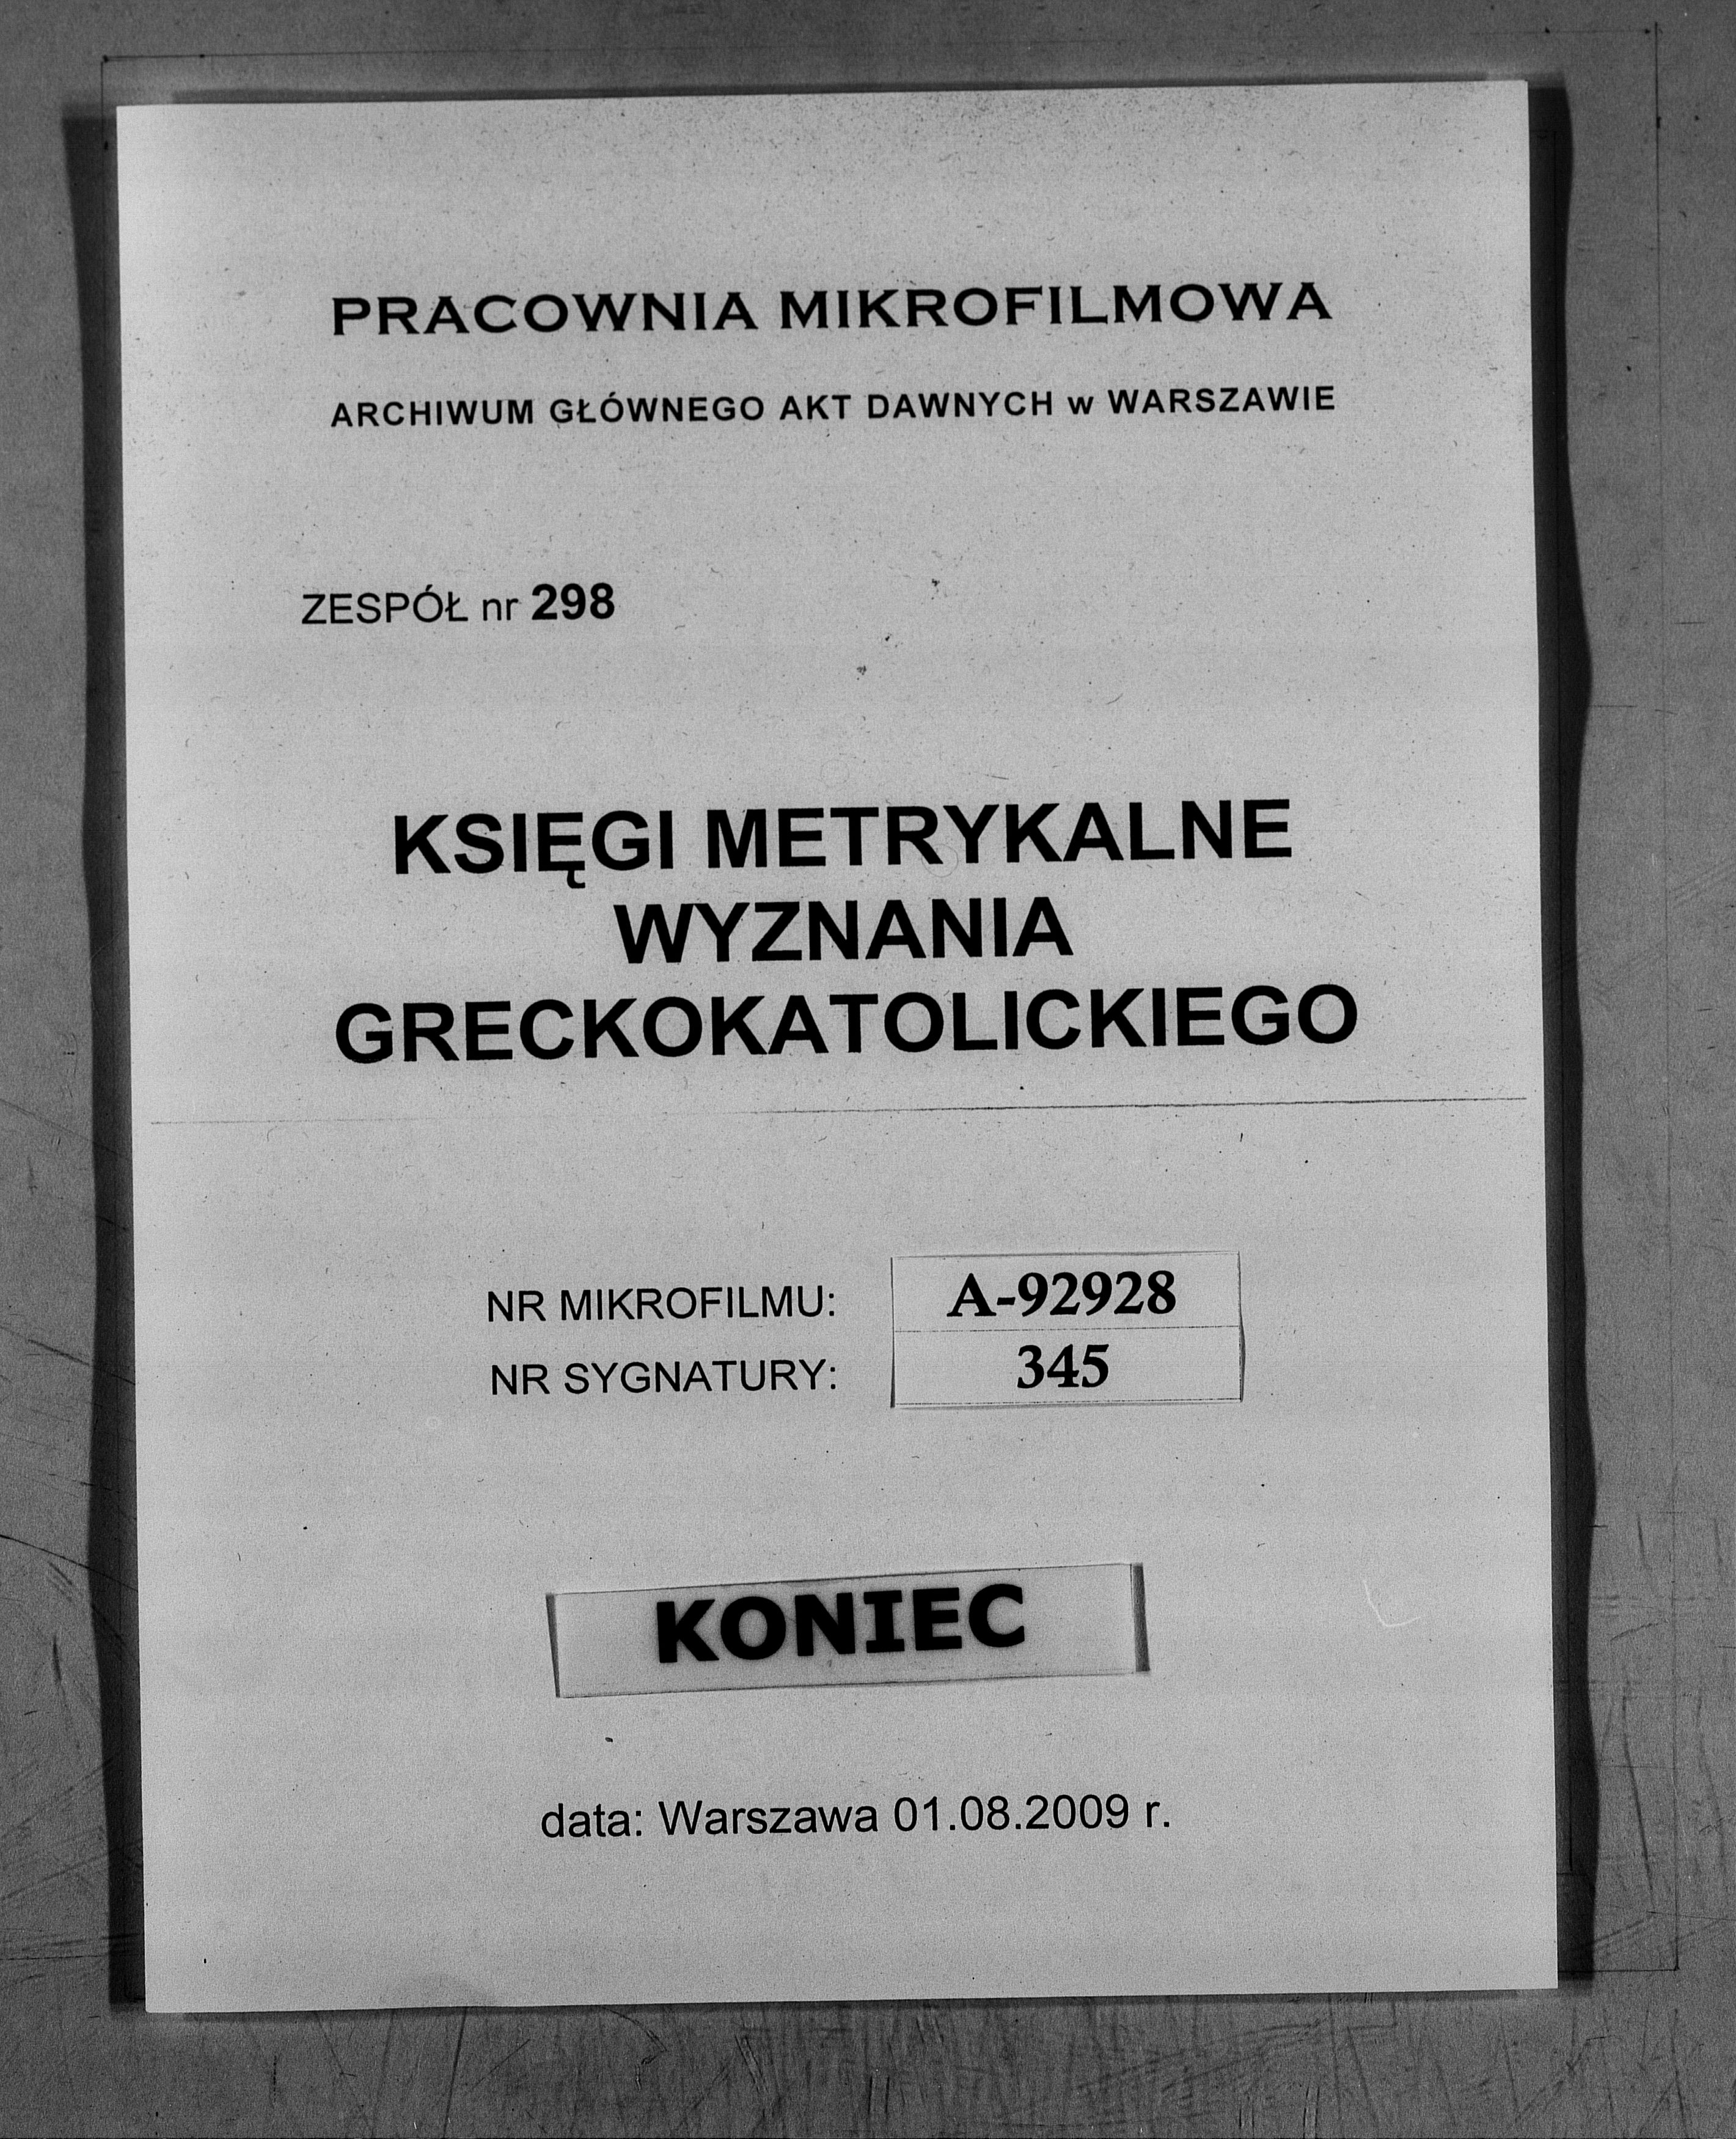 PRACOWNIA MIKROFILMOWA
ARCHIWUM GŁÓWNEGO AKT DAWNYCH w WARSZAWIE
ZESPÓŁ nr 298
KSIĘGI METRYKALNE
WYZNANIA
GRECKOKATOLICKIEGO
NR MIKROFILMU: A-92928
NR SYGNATURY: 345
KONIEC
data: Warszawa 01.08.2009 r.